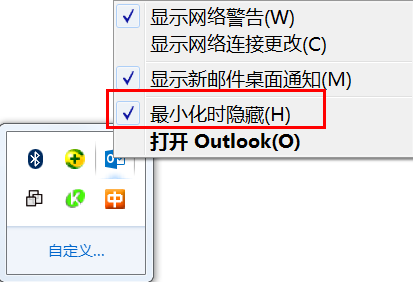 显示网络警告(W)
显示网络连接更改(C)
显示新邮件桌面通知(M)
最小化时隐藏(H)
打开 Outlook(O)
中
自定义...